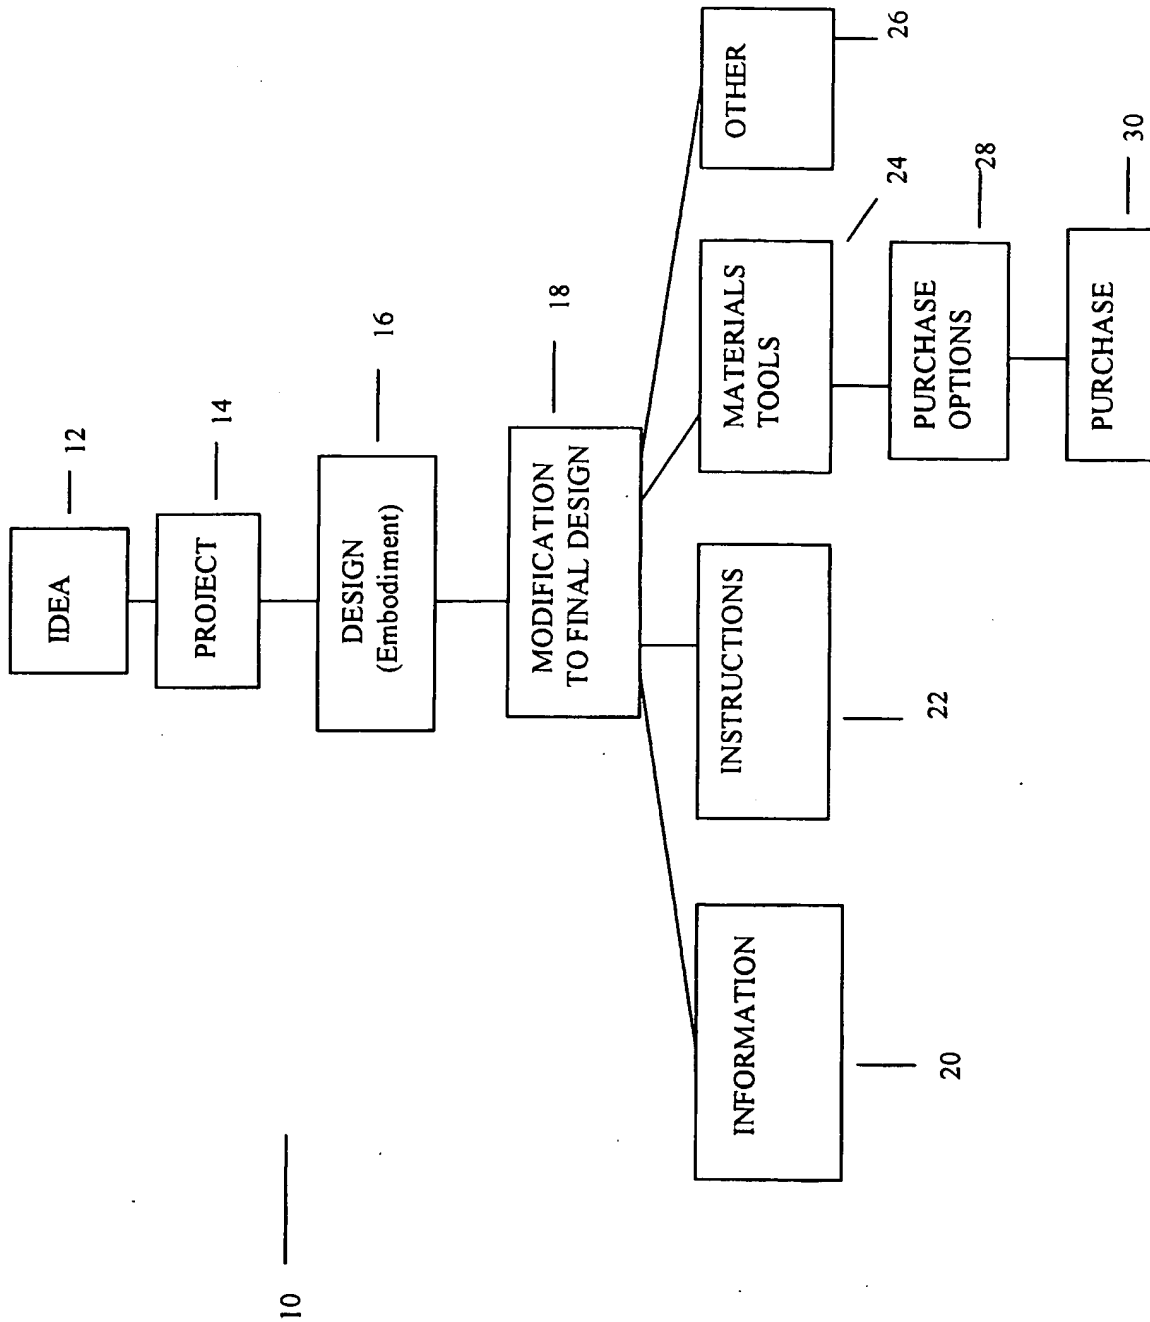 10
IDEA
12
PROJECT
14
DESIGN
(Embodiment)
16
MODIFICATION
TO FINAL DESIGN
18
INFORMATION
20
INSTRUCTIONS
22
MATERIALS
TOOLS
24
OTHER
26
PURCHASE
OPTIONS
28
PURCHASE
30